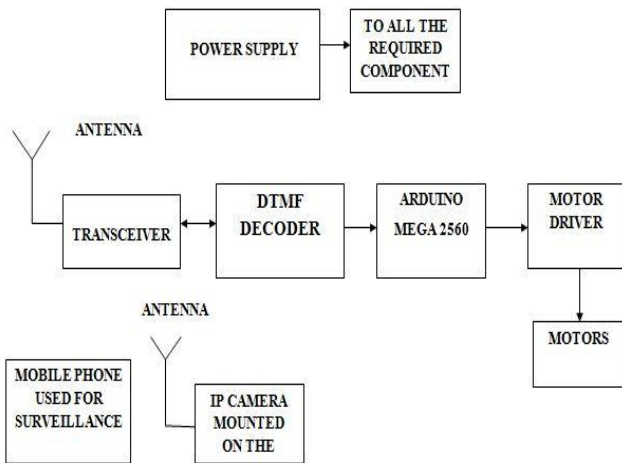 POWER SUPPLY
TO ALL THE
REQUIRED
COMPONENT
ANTENNA
TRANSCEIVER
DTMF
DECODER
ARDUINO
MEGA 2560
MOTOR
DRIVER
MOTORS
ANTENNA
MOBILE PHONE
USED FOR
SURVEILLANCE
IP CAMERA
MOUNTED
ON THE